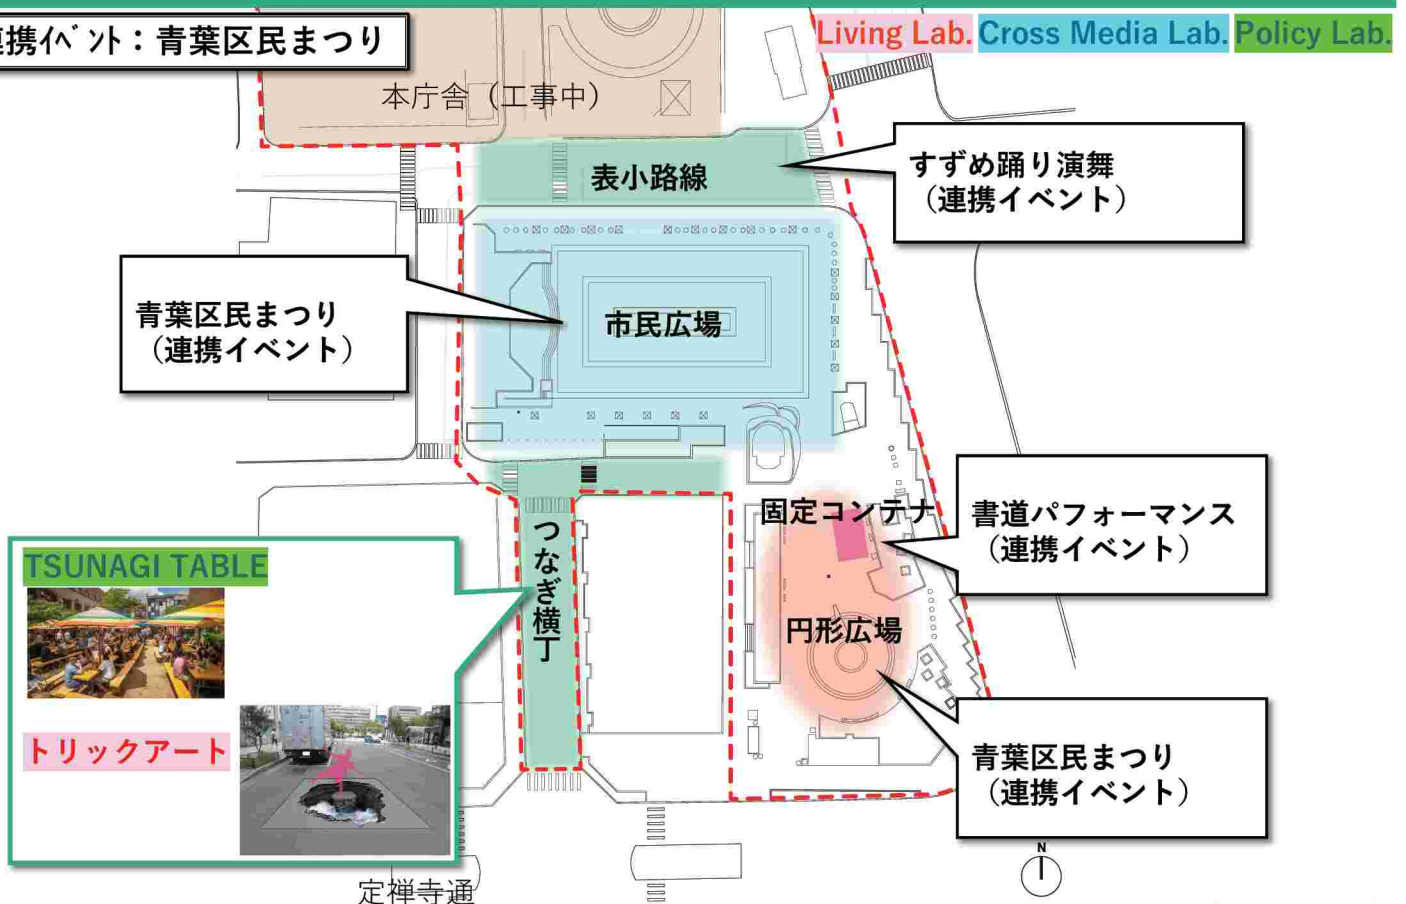 携イベント：青葉区民まつり
Living Lab. Cross Media Lab. Policy Lab.
本庁舎（工事中）
表小路線
すずめ踊り演舞
（連携イベント）
青葉区民まつり
（連携イベント）
市民広場
固定コンテナ
書道パフォーマンス
（連携イベント）
つなぎ横丁
TSUNAGI TABLE
円形広場
トリックアート
青葉区民まつり
（連携イベント）
N
定禅寺通